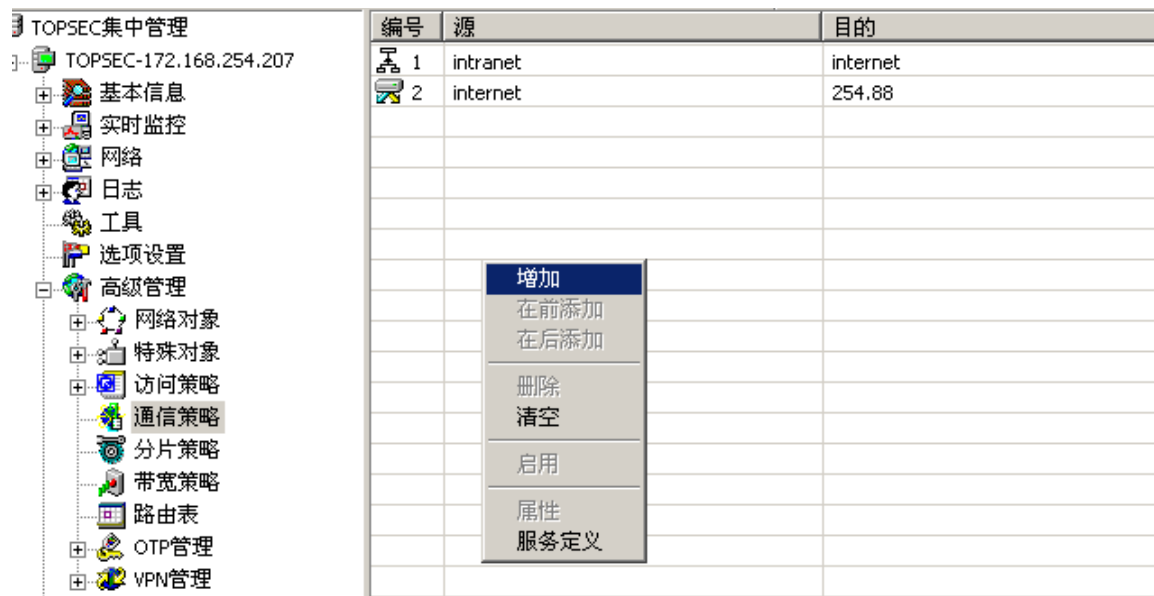 TOPSEC集中管理
TOPSEC-172.168.254.207
基本信息
实时监控
网络
日志
工具
选项设置
高级管理
网络对象
特殊对象
访问策略
通信策略
分片策略
带宽策略
路由表
OTP管理
VPN管理
编号 源 目的
1 intranet internet
2 internet 254.88
增加
在前添加
在后添加
删除
清空
启用
属性
服务定义